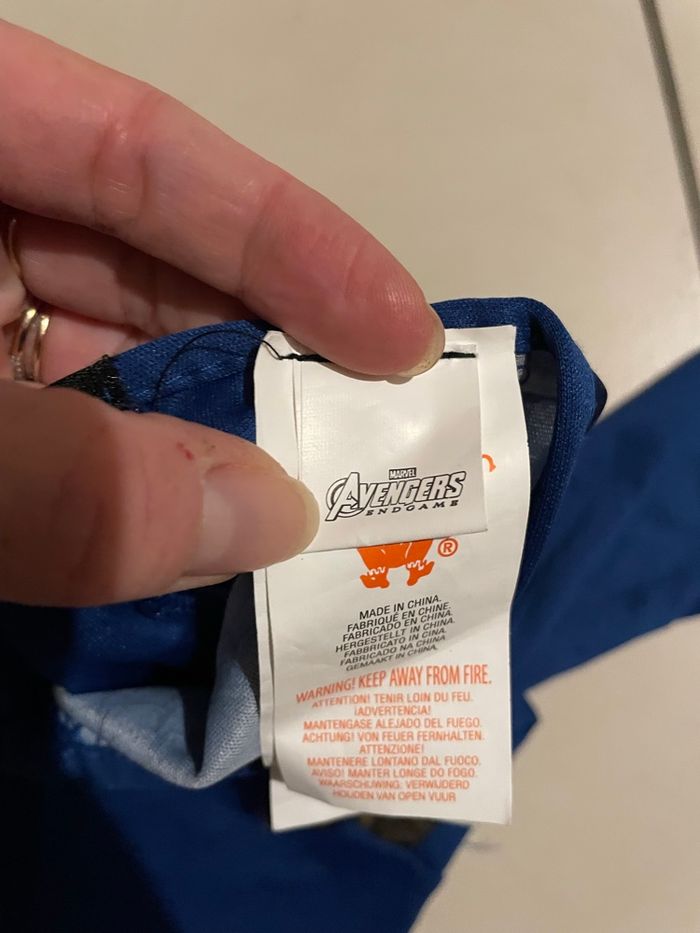 MARVEL
AVENGERS
ENDGAME
®
MADE IN CHINA.
FABRIQUÉ EN CHINE.
FABRICADO EN CHINA.
HERGESTELLT IN CHINA.
FABBRICATO IN CINA.
FABRICADO NA CHINA
GEMAAKT IN CHINA.
WARNING! KEEP AWAY FROM FIRE.
ATTENTION! TENIR LOIN DU FEU.
¡ADVERTENCIA!
MANTENGASE ALEJADO DEL FUEGO.
ACHTUNG! VON FEUER FERNHALTEN.
ATTENZIONE!
MANTENERE LONTANO DAL FUOCO.
AVISO! MANTER LONGE DO FOGO.
WAARSCHUWING. VERWIJDERD
HOUDEN VAN OPEN VUUR